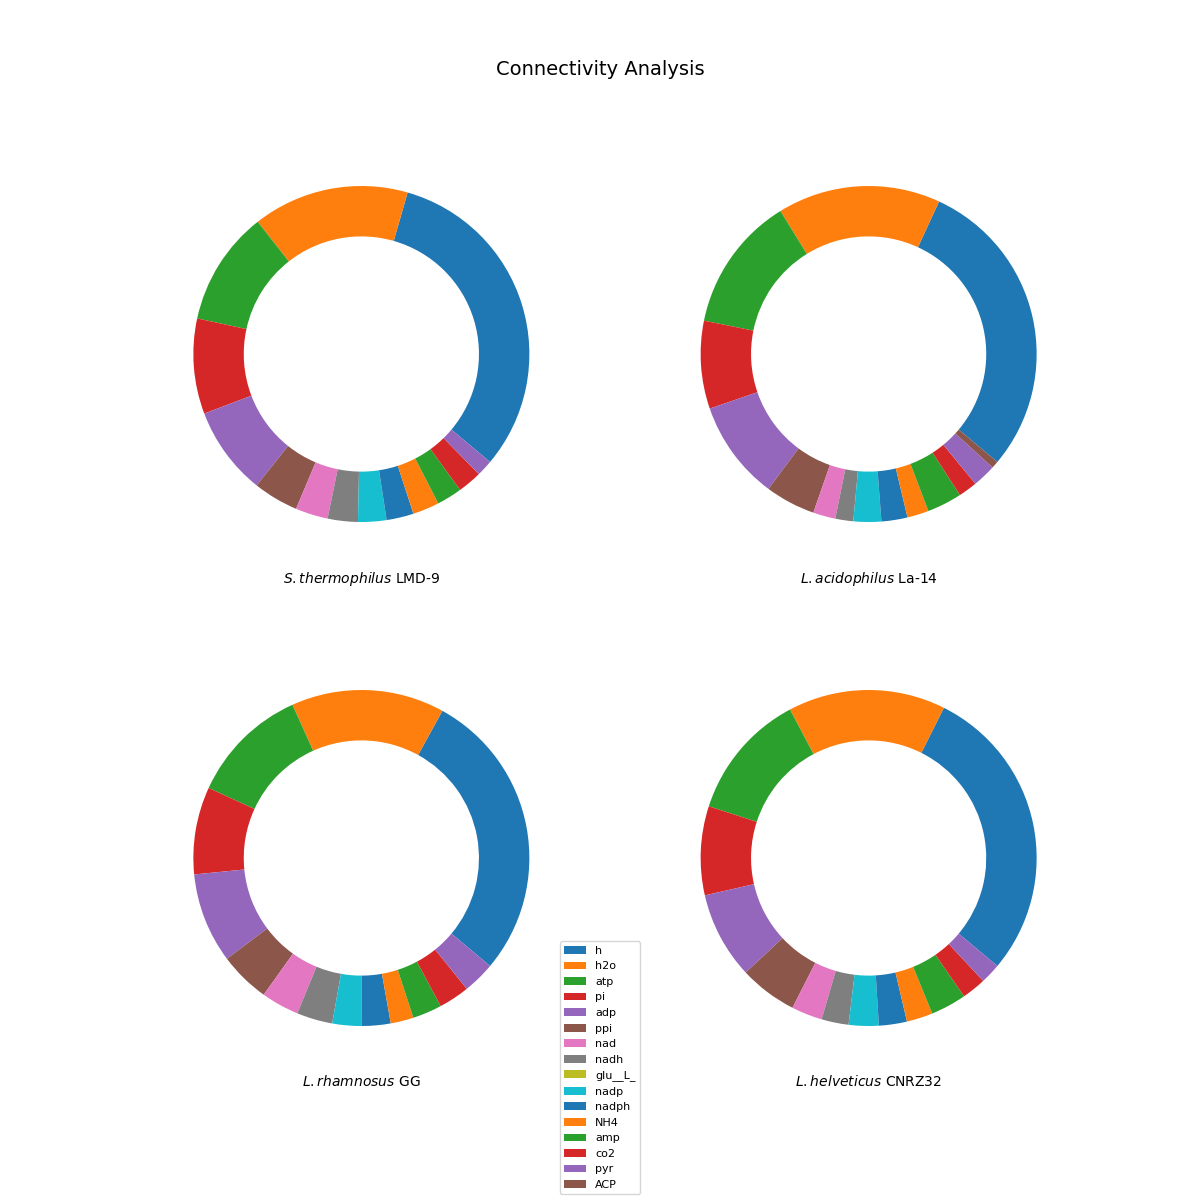 Connectivity Analysis
S.thermophilus LMD-9
L.acidophilus La-14
L.rhamnosus GG
L.helveticus CNRZ32
h
h2o
atp
pi
adp
ppi
nad
nadh
glu__L_
nadp
nadph
NH4
amp
co2
pyr
ACP